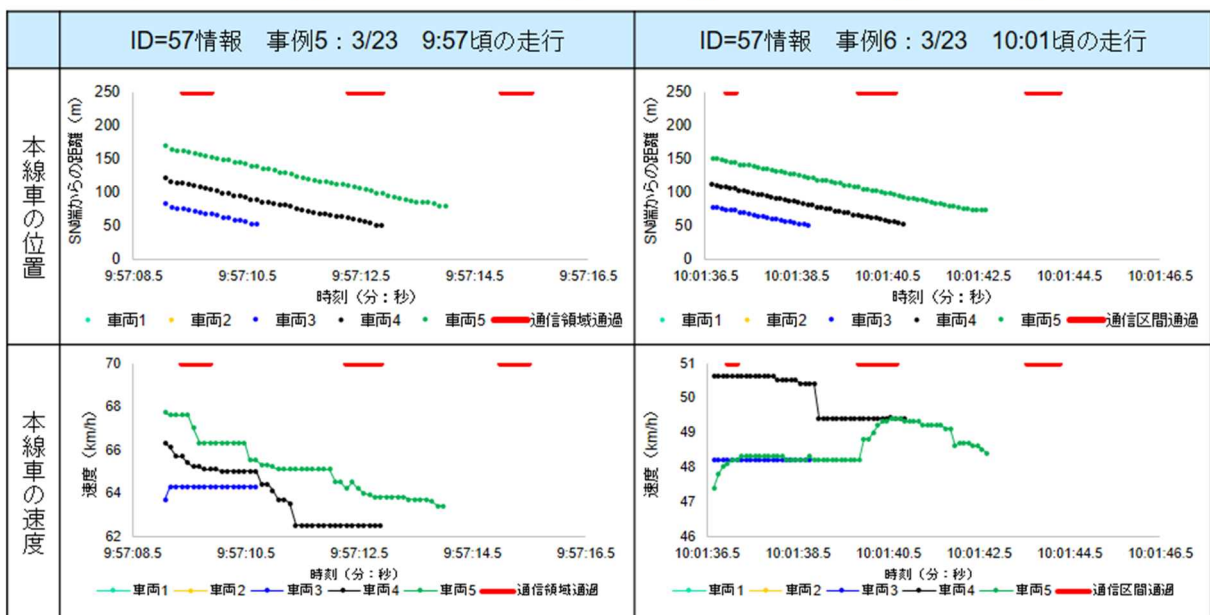 ID=57情報　事例5：3/23　9:57頃の走行
ID=57情報　事例6：3/23　10:01頃の走行
本線車の位置
SN端からの距離（m）
250
200
150
100
50
0
9:57:08.5 9:57:10.5 9:57:12.5 9:57:14.5 9:57:16.5
時刻（分：秒）
車両1 車両2 車両3 車両4 車両5 通信領域通過
SN端からの距離（m）
250
200
150
100
50
0
10:01:36.5 10:01:38.5 10:01:40.5 10:01:42.5 10:01:44.5 10:01:46.5
時刻（分：秒）
車両1 車両2 車両3 車両4 車両5 通信区間通過
本線車の速度
速度（km/h）
70
68
66
64
62
9:57:08.5 9:57:10.5 9:57:12.5 9:57:14.5 9:57:16.5
時刻（分：秒）
車両1 車両2 車両3 車両4 車両5 通信領域通過
速度（km/h）
51
50
49
48
47
46
10:01:36.5 10:01:38.5 10:01:40.5 10:01:42.5 10:01:44.5 10:01:46.5
時刻（分：秒）
車両1 車両2 車両3 車両4 車両5 通信区間通過